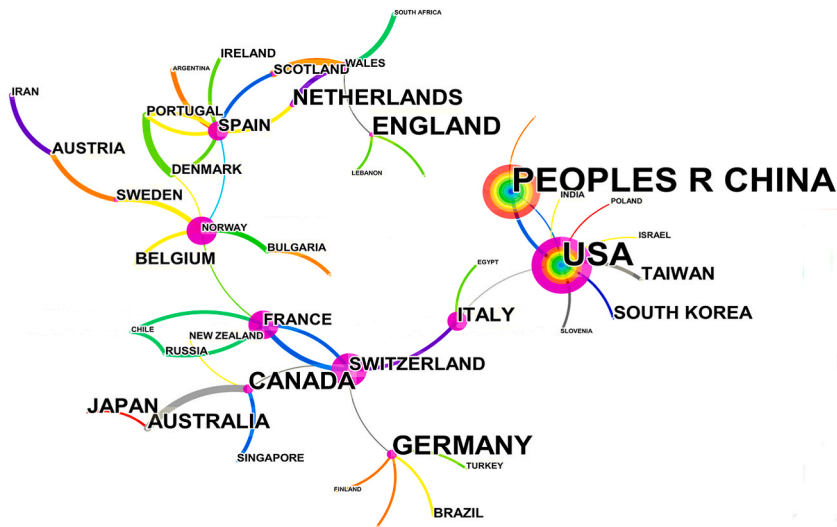 SOUTH AFRICA
IRELAND
WALES
ARGENTINA
SCOTLAND
IRAN
NETHERLANDS
PORTUGAL
SPAIN
ENGLAND
AUSTRIA
DENMARK
LEBANON
PEOPLES R CHINA
SWEDEN
INDIA
POLAND
NORWAY
ISRAEL
BULGARIA
BELGIUM
USA
EGYPT
TAIWAN
ITALY
SOUTH KOREA
FRANCE
CHILE
NEW ZEALAND
SLOVENIA
RUSSIA
SWITZERLAND
CANADA
JAPAN
AUSTRALIA
GERMANY
SINGAPORE
TURKEY
FINLAND
BRAZIL